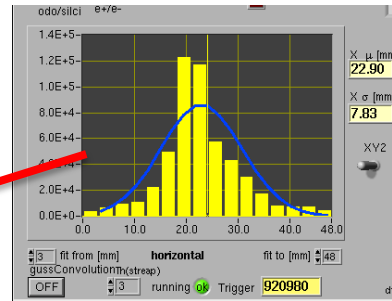 odo/silci e+/e-
1.4E+5-
1.2E+5-
1.0E+5-
8.0E+4-
6.0E+4-
2.0E+4-
0.0E+0-
0.0 10.0 20.0 30.0 40.0 48.0
X μ [mm
22.90
X σ [mm
7.83
XY2
3 fit from [mm] horizontal fit to [mm] 48
gussConvolution Th(streap)
OFF 3 running ok Trigger 920980